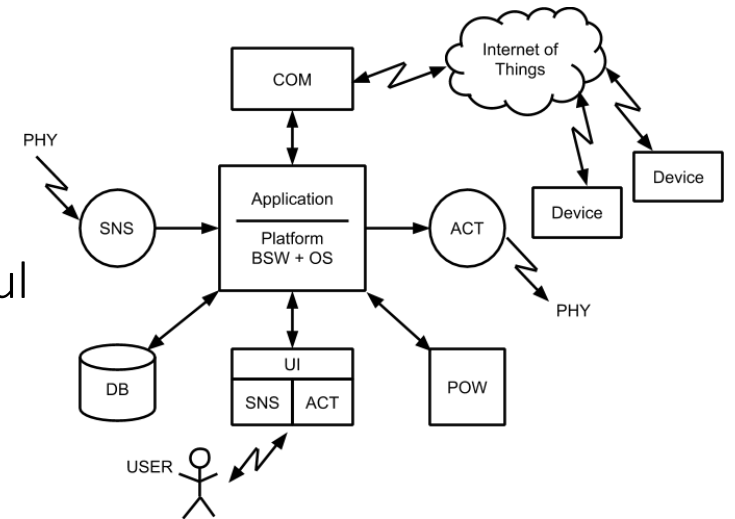 Internet of
Things
COM
PHY
Device
Application
Device
SNS
Platform
BSW + OS
ACT
ul
PHY
UI
DB
SNS
ACT
POW
USER